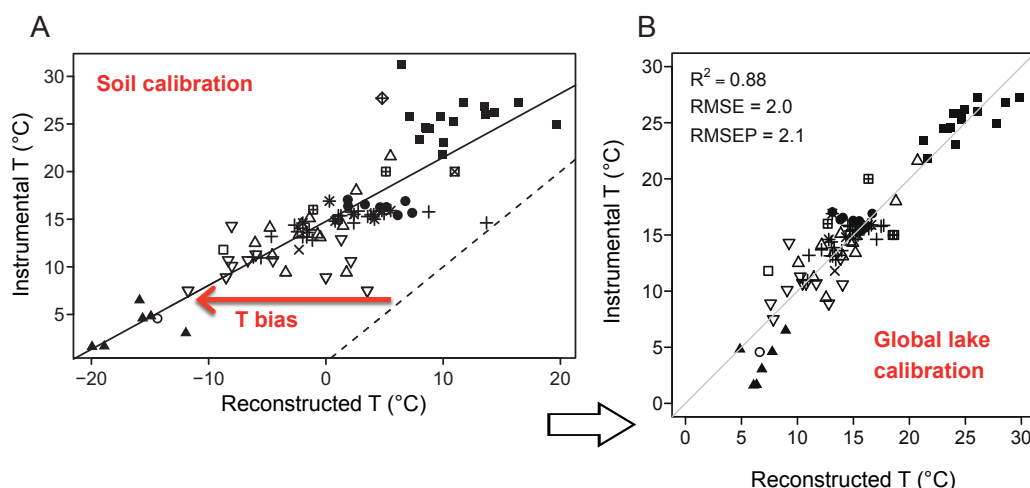 A
Soil calibration
Instrumental T (°C)
30
25
20
15
10
5
T bias
−20
−10
0
10
20
Reconstructed T (°C)
B
R² = 0.88
RMSE = 2.0
RMSEP = 2.1
Instrumental T (°C)
30
25
20
15
10
5
0
Global lake
calibration
0
5
10
15
20
25
30
Reconstructed T (°C)